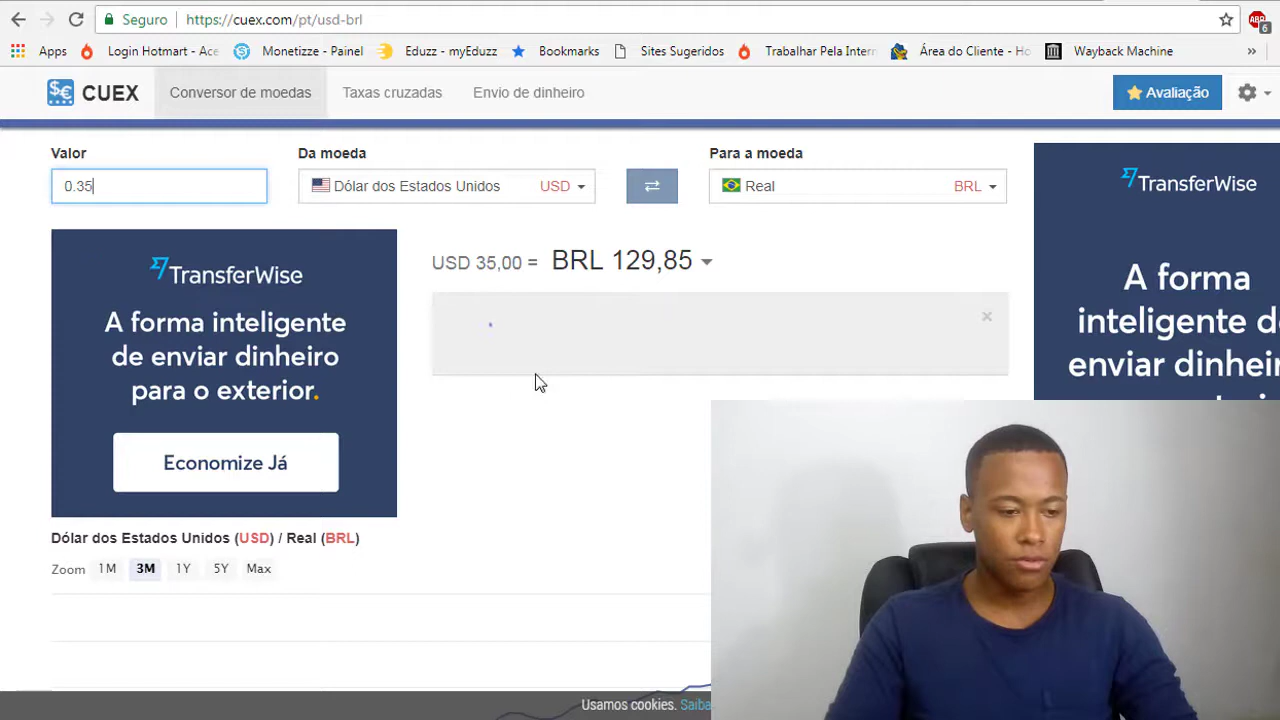 Seguro https://cuex.com/pt/usd-brl
6
Apps Login Hotmart - Ace Monetizze - Painel Eduzz - myEduzz Bookmarks Sites Sugeridos Trabalhar Pela Intern Área do Cliente - Ho Wayback Machine »
$€ CUEX Conversor de moedas Taxas cruzadas Envio de dinheiro Avaliação
Valor Da moeda Para a moeda
0.35 Dólar dos Estados Unidos USD Real BRL
TransferWise
A forma inteligente
de enviar dinheiro
para o exterior.
Economize Já
USD 35,00 = BRL 129,85
×
TransferWise
A forma
inteligente de
enviar dinheiro
Dólar dos Estados Unidos (USD) / Real (BRL)
Zoom 1M 3M 1Y 5Y Max
Usamos cookies. Saiba